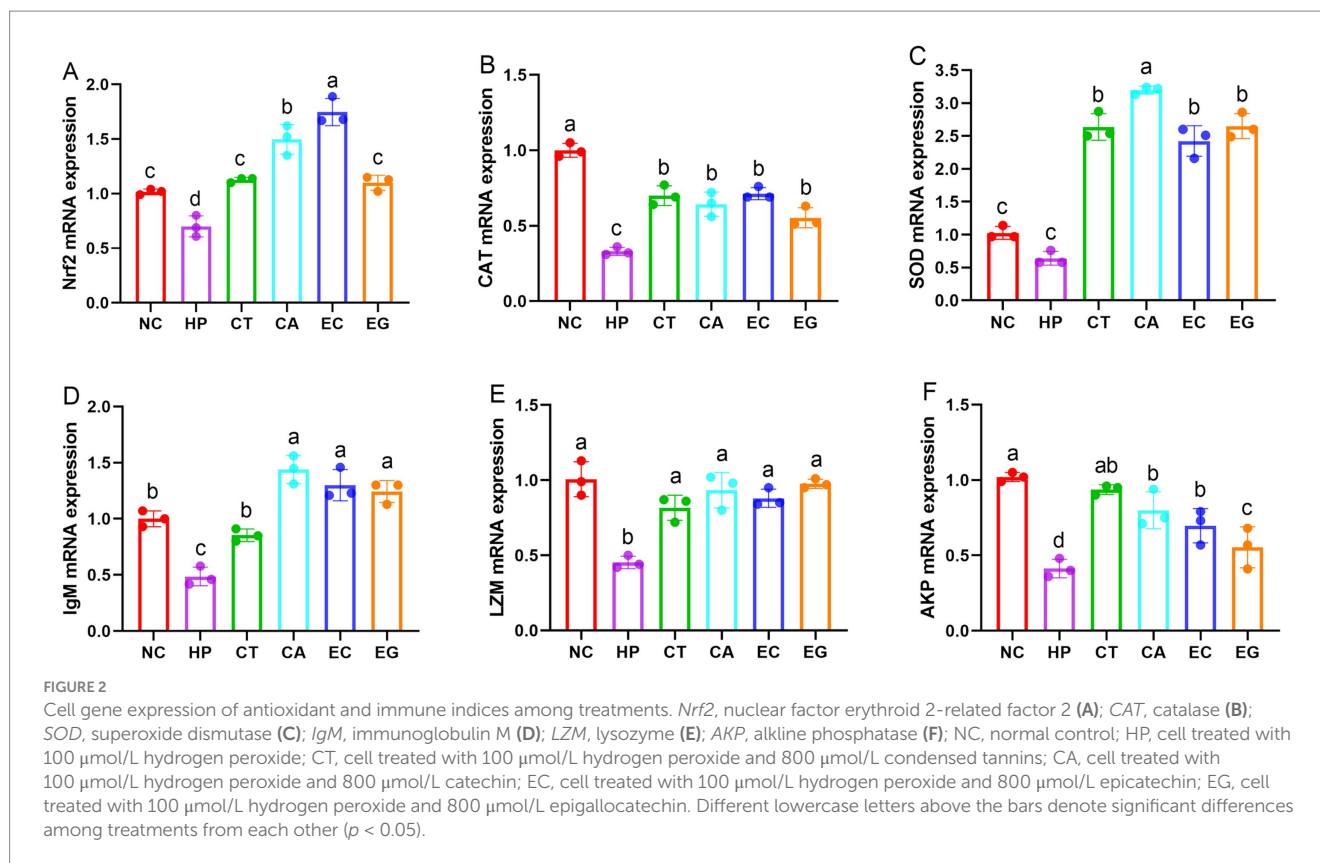 A
Nrf2 mRNA expression
2.0
1.5
1.0
0.5
0.0
c
d
c
b
a
c
NC HP CT CA EC EG
B
CAT mRNA expression
1.5
1.0
0.5
0.0
a
c
b
b
b
b
NC HP CT CA EC EG
C
SOD mRNA expression
3.5
3.0
2.5
2.0
1.5
1.0
0.5
0.0
c
c
b
a
b
b
NC HP CT CA EC EG
D
IgM mRNA expression
2.0
1.5
1.0
0.5
0.0
b
c
b
a
a
a
NC HP CT CA EC EG
E
LZM mRNA expression
1.5
1.0
0.5
0.0
a
b
a
a
a
a
NC HP CT CA EC EG
F
AKP mRNA expression
1.5
1.0
0.5
0.0
a
d
ab
b
b
c
NC HP CT CA EC EG
FIGURE 2
Cell gene expression of antioxidant and immune indices among treatments. Nrf2, nuclear factor erythroid 2-related factor 2 (A); CAT, catalase (B);
SOD, superoxide dismutase (C); IgM, immunoglobulin M (D); LZM, lysozyme (E); AKP, alkline phosphatase (F); NC, normal control; HP, cell treated with
100 μmol/L hydrogen peroxide; CT, cell treated with 100 μmol/L hydrogen peroxide and 800 μmol/L condensed tannins; CA, cell treated with
100 μmol/L hydrogen peroxide and 800 μmol/L catechin; EC, cell treated with 100 μmol/L hydrogen peroxide and 800 μmol/L epicatechin; EG, cell
treated with 100 μmol/L hydrogen peroxide and 800 μmol/L epigallocatechin. Different lowercase letters above the bars denote significant differences
among treatments from each other (p < 0.05).